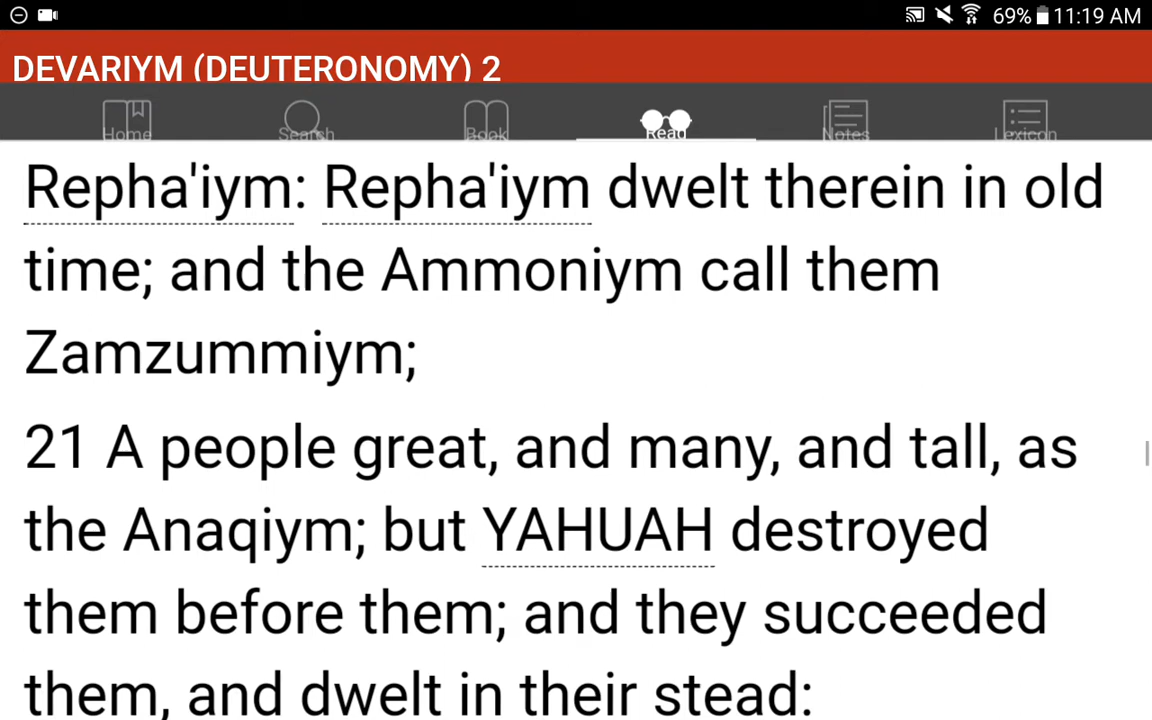 69% 11:19 AM
DEVARIYM (DEUTERONOMY) 2
Home Search Book Read Notes Lexicon
Repha'iym: Repha'iym dwelt therein in old
time; and the Ammoniym call them
Zamzummiym;
21 A people great, and many, and tall, as
the Anaqiym; but YAHUAH destroyed
them before them; and they succeeded
them, and dwelt in their stead: